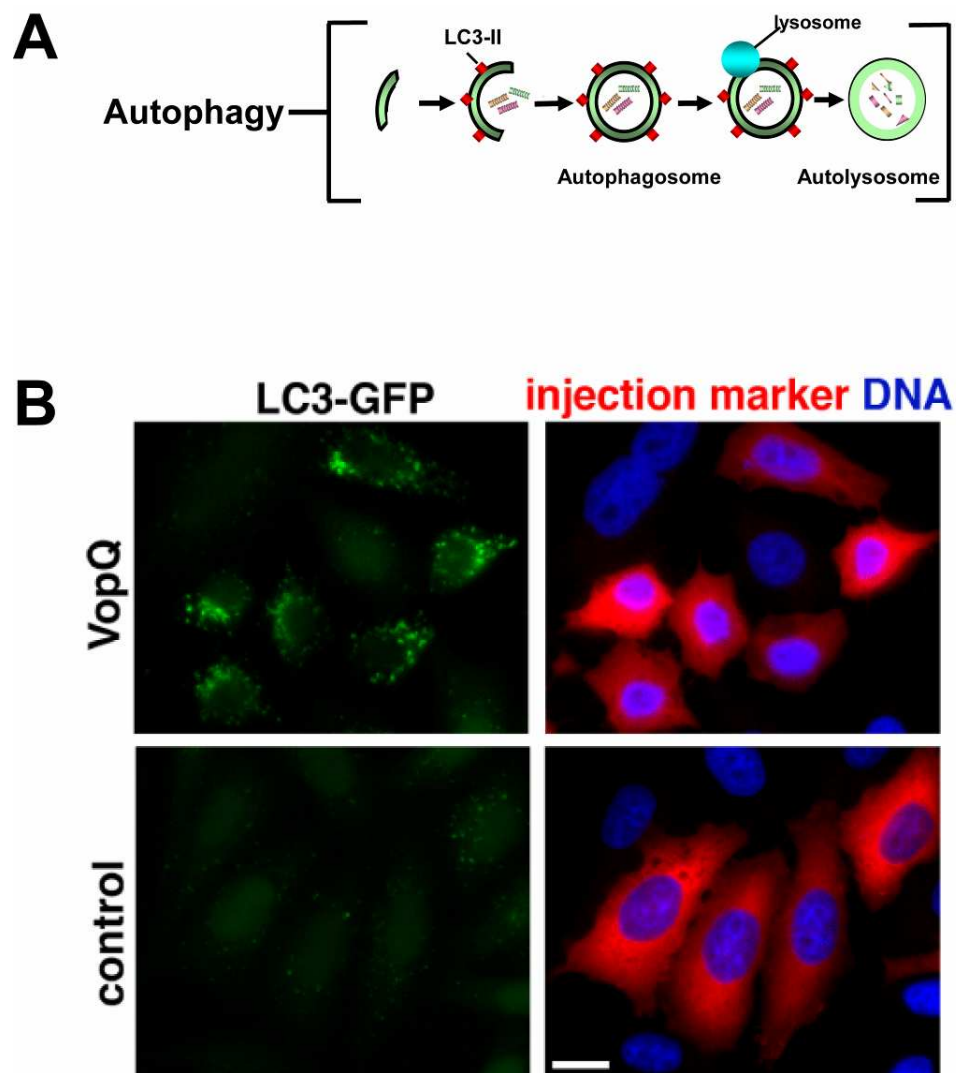 A
lysosome
LC3-II
Autophagy
Autophagosome
Autolysosome
B
LC3-GFP
injection marker DNA
VopQ
control